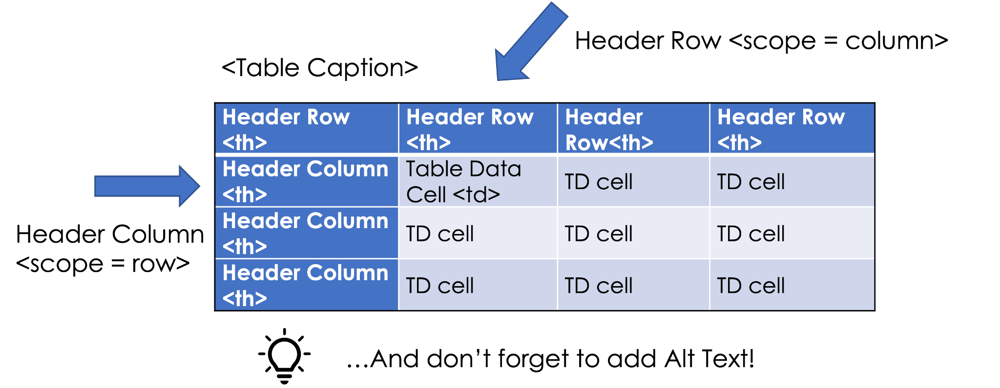 Header Row <scope = column>
<Table Caption>
Header Row
<th>
Header Row
<th>
Header
Row<th>
Header Row
<th>
Header Column
<th>
Table Data
Cell <td>
TD cell
TD cell
Header Column
<scope = row>
Header Column
<th>
TD cell
TD cell
TD cell
Header Column
<th>
TD cell
TD cell
TD cell
…And don’t forget to add Alt Text!